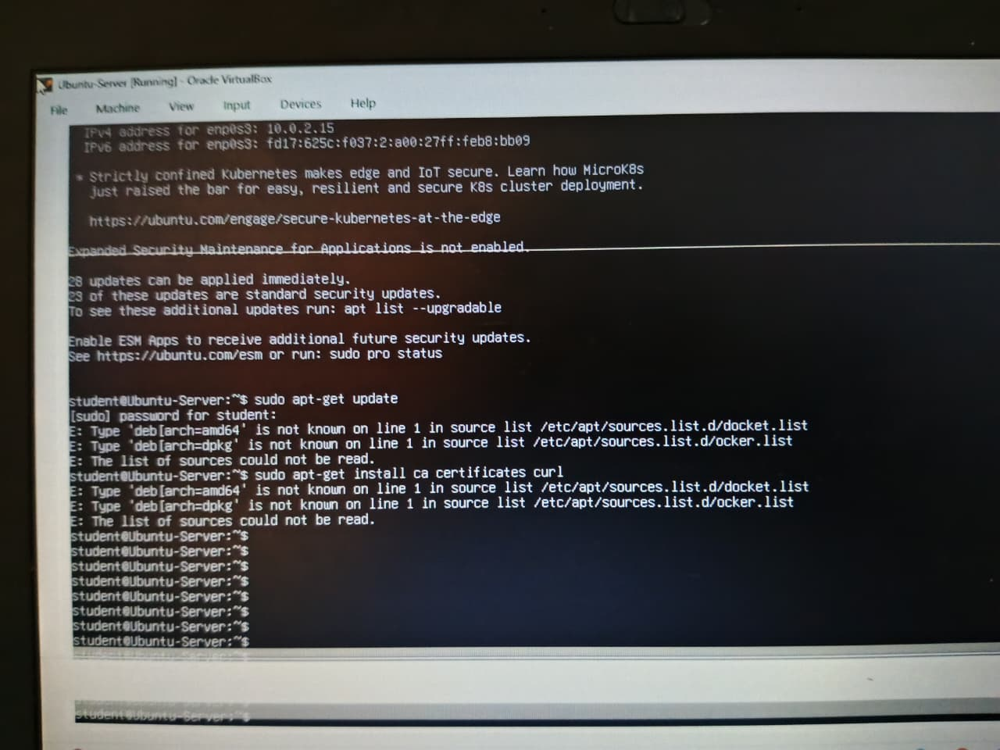 Ubuntu-Server [Running] - Oracle VirtualBox
File Machine View Input Devices Help
IPv4 address for enp0s3: 10.0.2.15
IPv6 address for enp0s3: fd17:625c:f037:2:a00:27ff:feb8:bb09
* Strictly confined Kubernetes makes edge and IoT secure. Learn how MicroK8s
just raised the bar for easy, resilient and secure K8s cluster deployment.
https://ubuntu.com/engage/secure-kubernetes-at-the-edge
Expanded Security Maintenance for Applications is not enabled.
28 updates can be applied immediately.
23 of these updates are standard security updates.
To see these additional updates run: apt list --upgradable
Enable ESM Apps to receive additional future security updates.
See https://ubuntu.com/esm or run: sudo pro status
student@Ubuntu-Server:~$ sudo apt-get update
[sudo] password for student:
E: Type 'deb[arch=amd64' is not known on line 1 in source list /etc/apt/sources.list.d/docket.list
E: Type 'deb[arch=dpkg' is not known on line 1 in source list /etc/apt/sources.list.d/ocker.list
E: The list of sources could not be read.
student@Ubuntu-Server:~$ sudo apt-get install ca certificates curl
E: Type 'deb[arch=amd64' is not known on line 1 in source list /etc/apt/sources.list.d/docket.list
E: Type 'deb[arch=dpkg' is not known on line 1 in source list /etc/apt/sources.list.d/ocker.list
E: The list of sources could not be read.
student@Ubuntu-Server:~$
student@Ubuntu-Server:~$
student@Ubuntu-Server:~$
student@Ubuntu-Server:~$
student@Ubuntu-Server:~$
student@Ubuntu-Server:~$
student@Ubuntu-Server:~$
student@Ubuntu-Server:~$
student@Ubuntu-Server:~$
student@Ubuntu-Server:~$